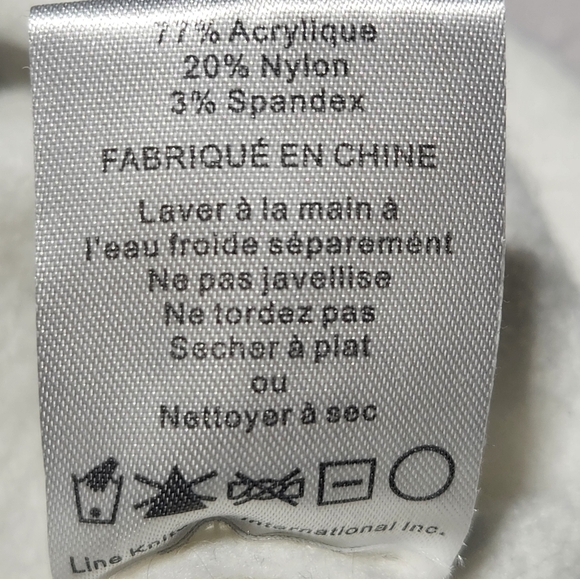 77% Acrylique
20% Nylon
3% Spandex
FABRIQUÉ EN CHINE
Laver à la main à
l'eau froide séparemént
Ne pas javellise
Ne tordez pas
Secher à plat
ou
Nettoyer à sec
Line International Inc.